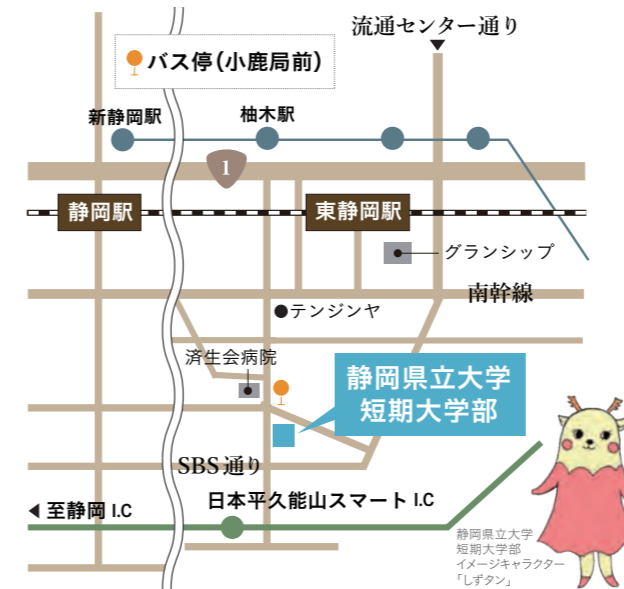 流通センター通り
バス停(小鹿局前)
新静岡駅
柚木駅
1
静岡駅
東静岡駅
グランシップ
南幹線
テンジンヤ
済生会病院
静岡県立大学
短期大学部
SBS通り
日本平久能山スマートI.C
至静岡I.C
静岡県立大学
短期大学部
イメージキャラクター
「しずタン」